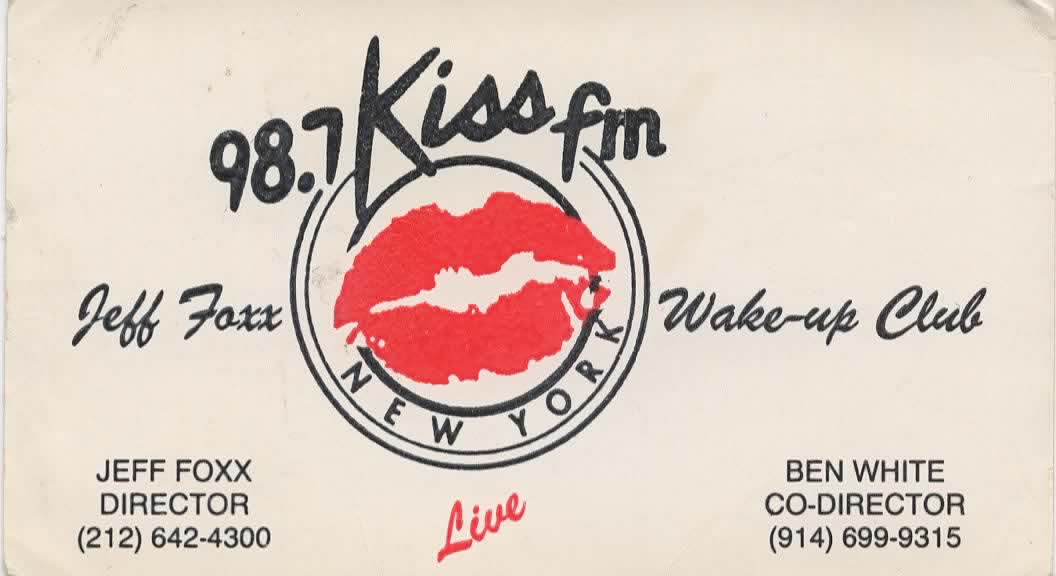 98.7 Kiss fm
NEW YORK
Jeff Foxx
Wake-up Club
JEFF FOXX
DIRECTOR
(212) 642-4300
Live
BEN WHITE
CO-DIRECTOR
(914) 699-9315